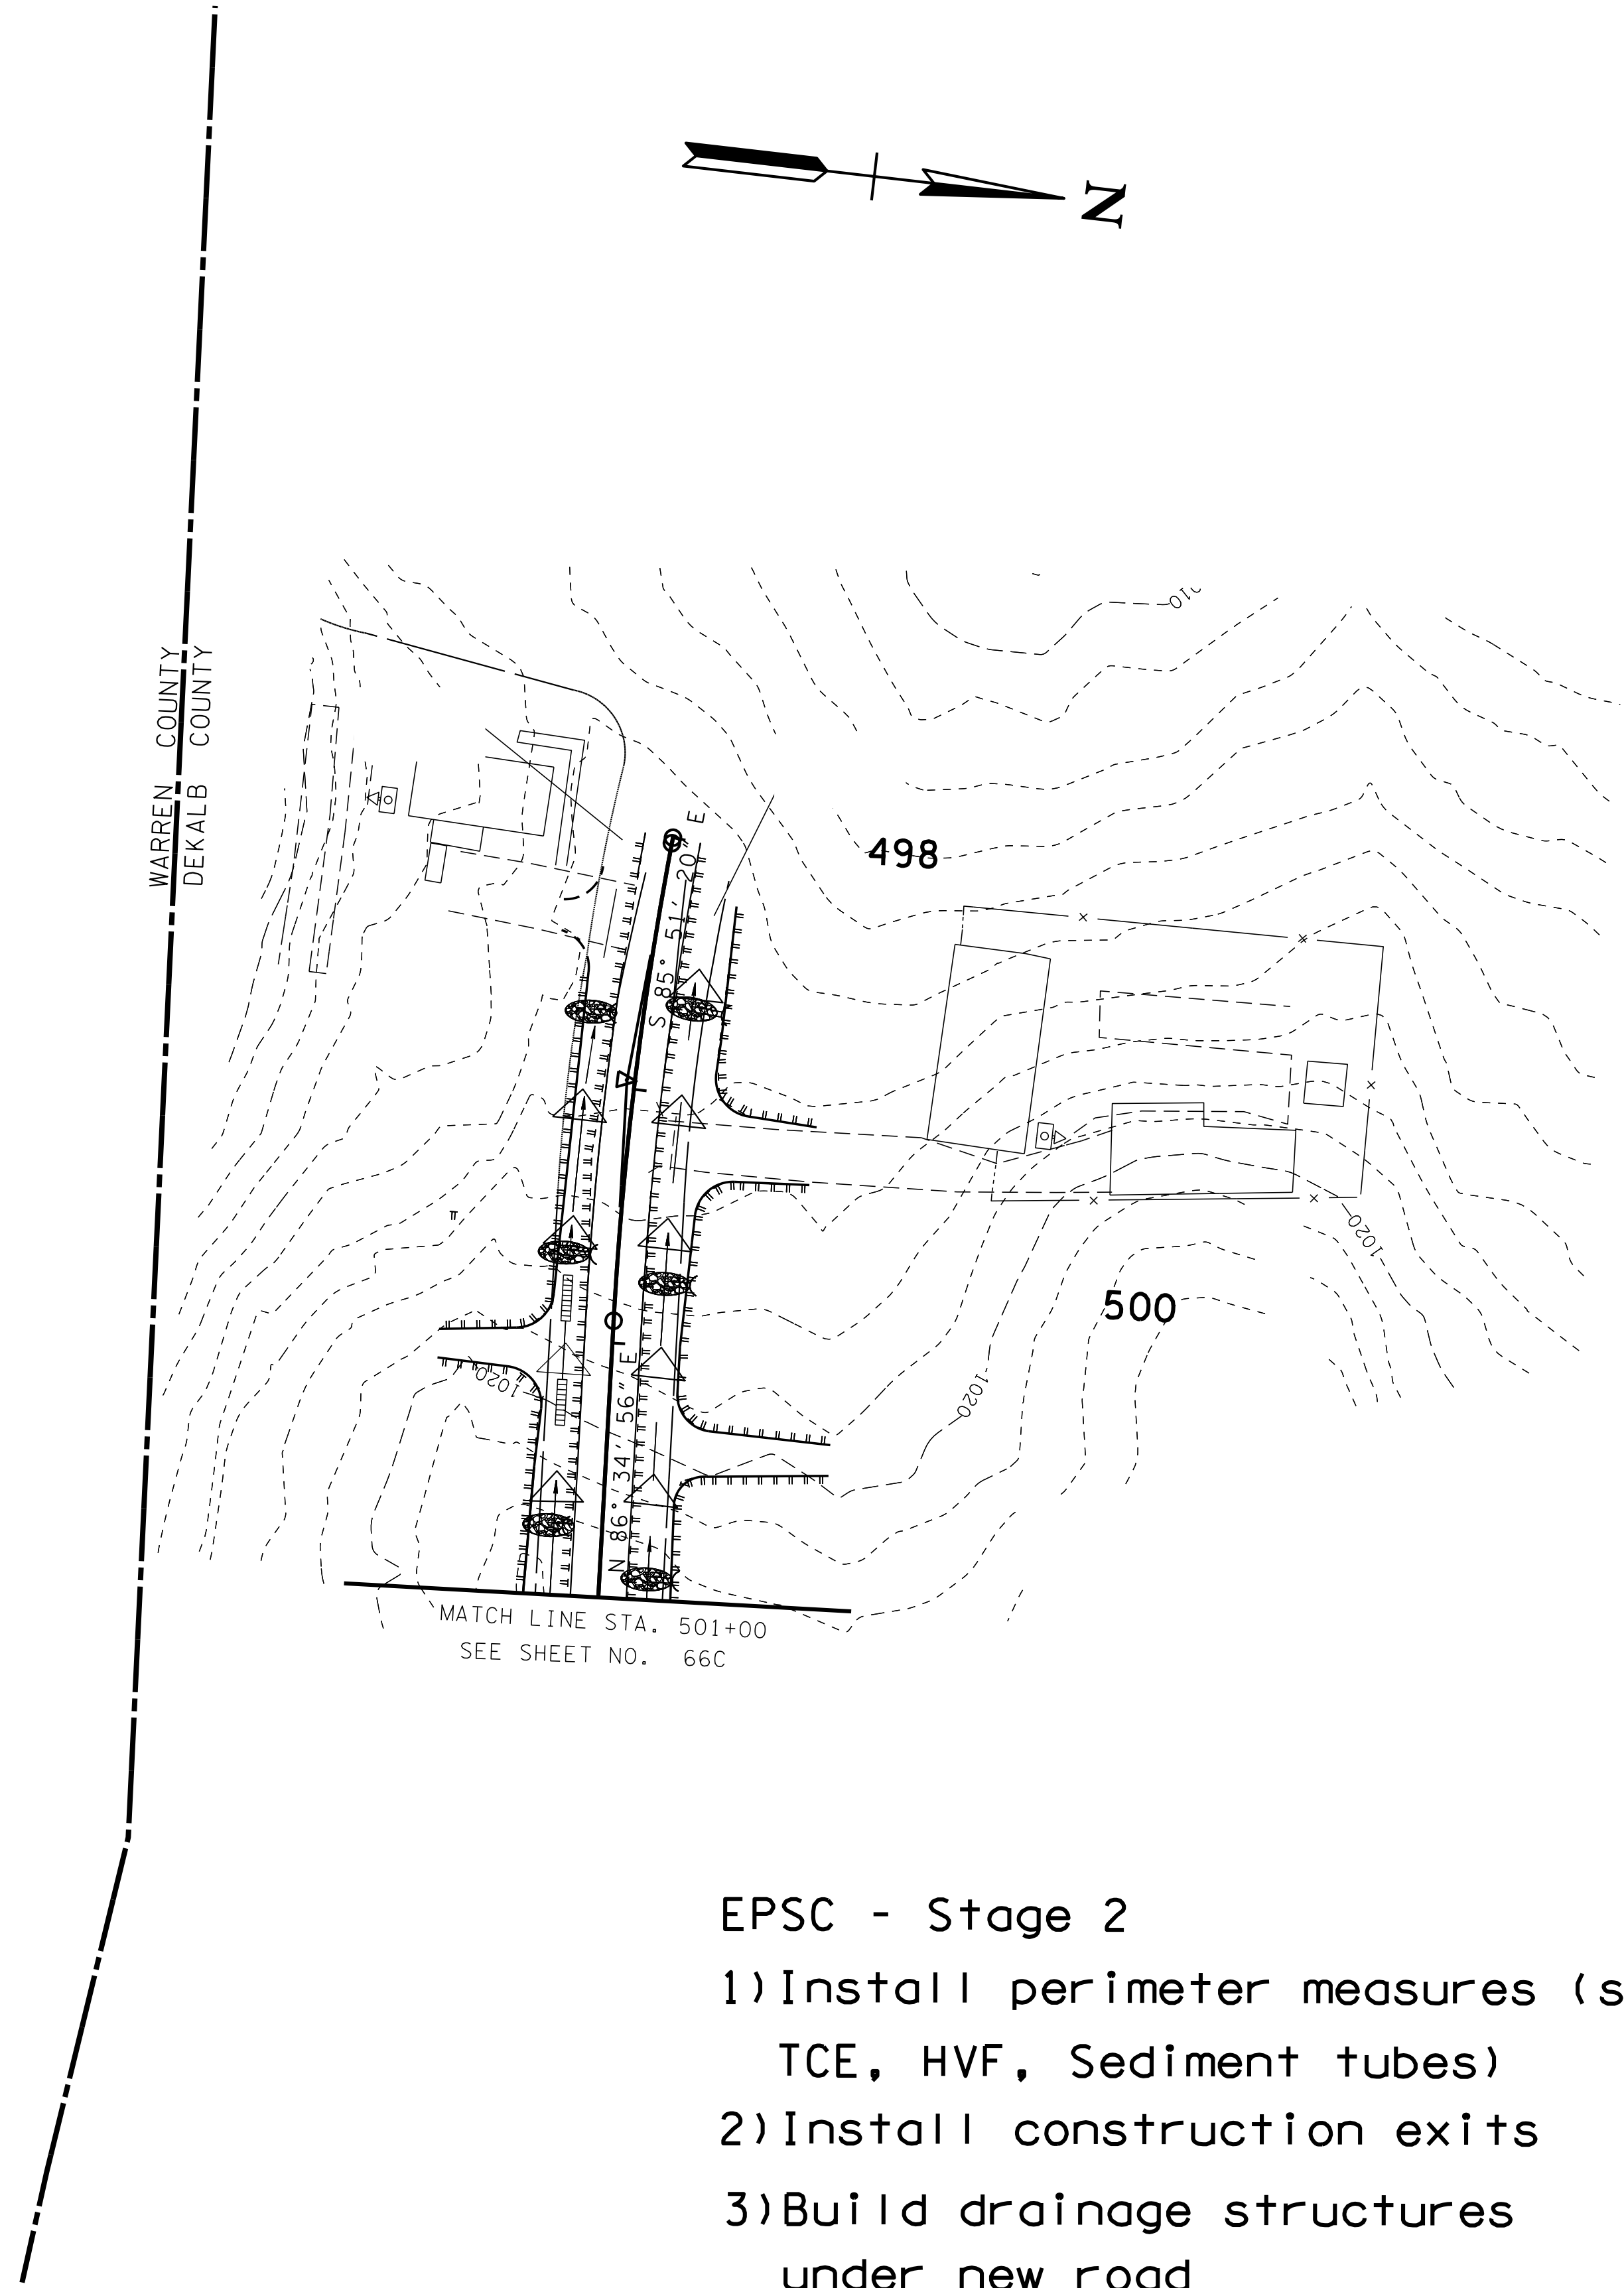 N
010
WARREN COUNTY
DEKALB COUNTY
498
S 85° 51' 20" E
1020
500
1020
1020
N 86° 34' 56" E
MATCH LINE STA. 501+00
SEE SHEET NO. 66C
EPSC - Stage 2
1) Install perimeter measures (s
TCE, HVF, Sediment tubes)
2) Install construction exits
3) Build drainage structures
under new road